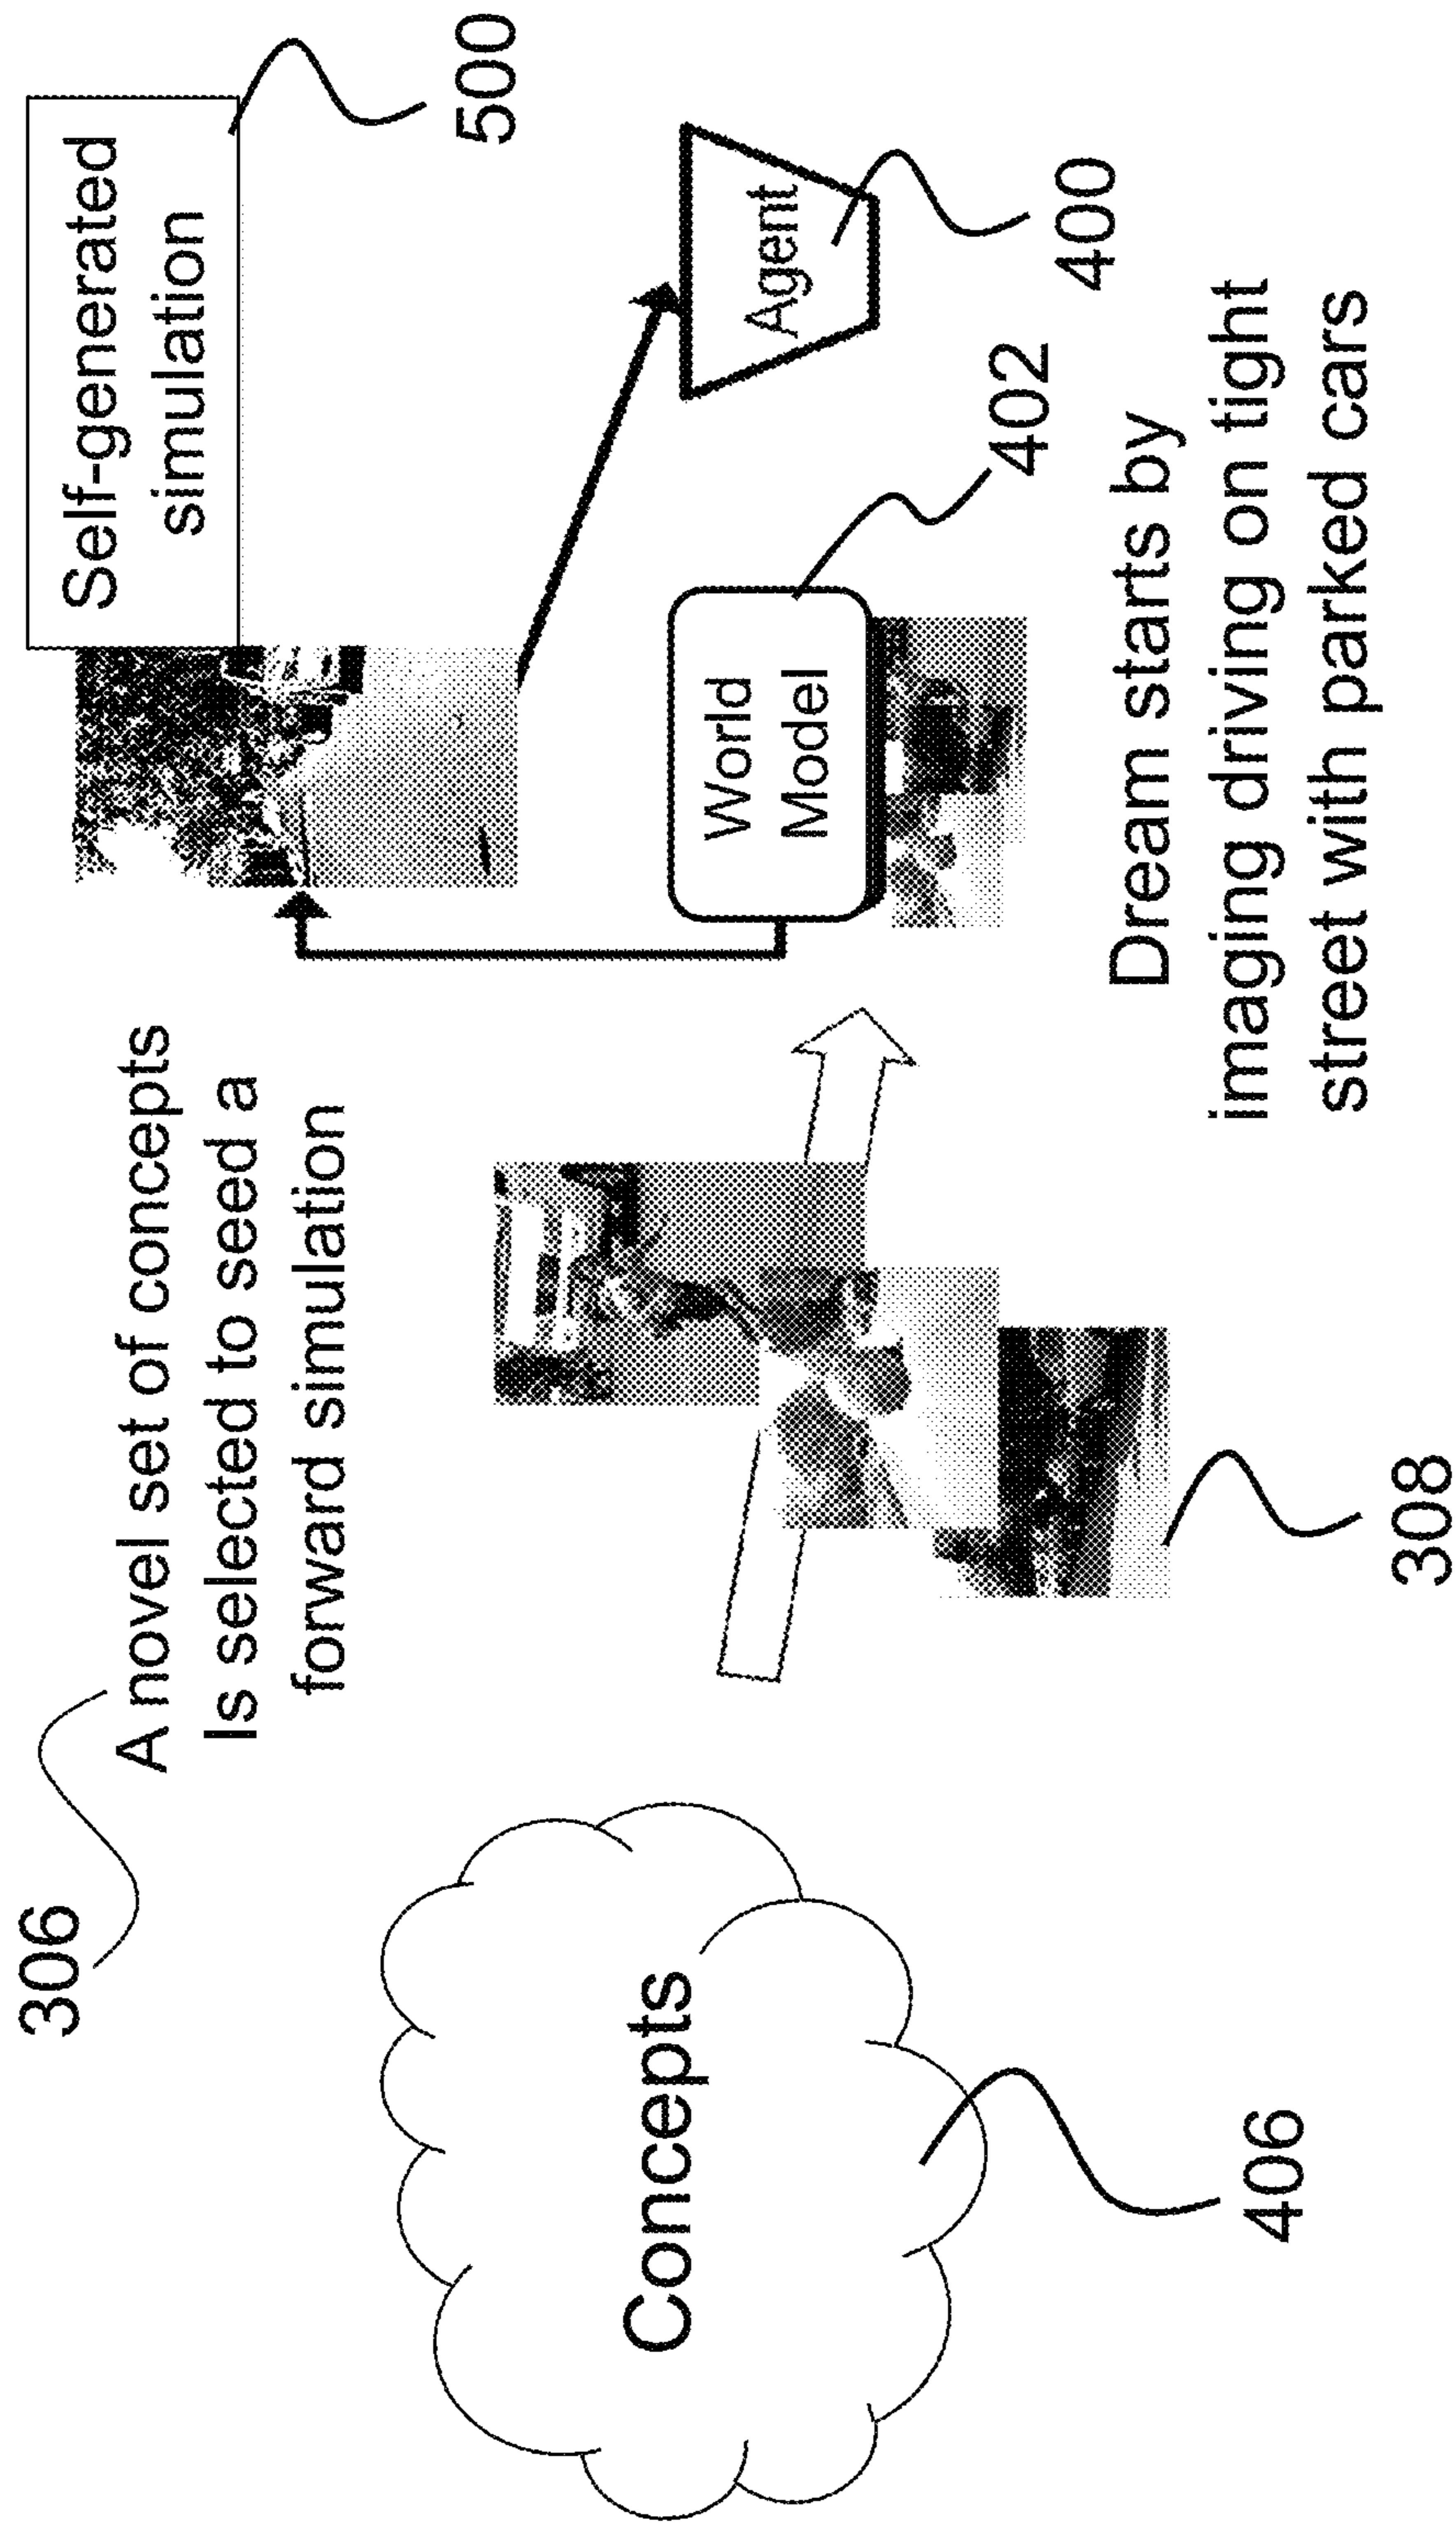 306
A novel set of concepts
Is selected to seed a
forward simulation
Self-generated
simulation
500
Concepts
406
308
World
Model
402
Agent
400
Dream starts by
imaging driving on tight
street with parked cars